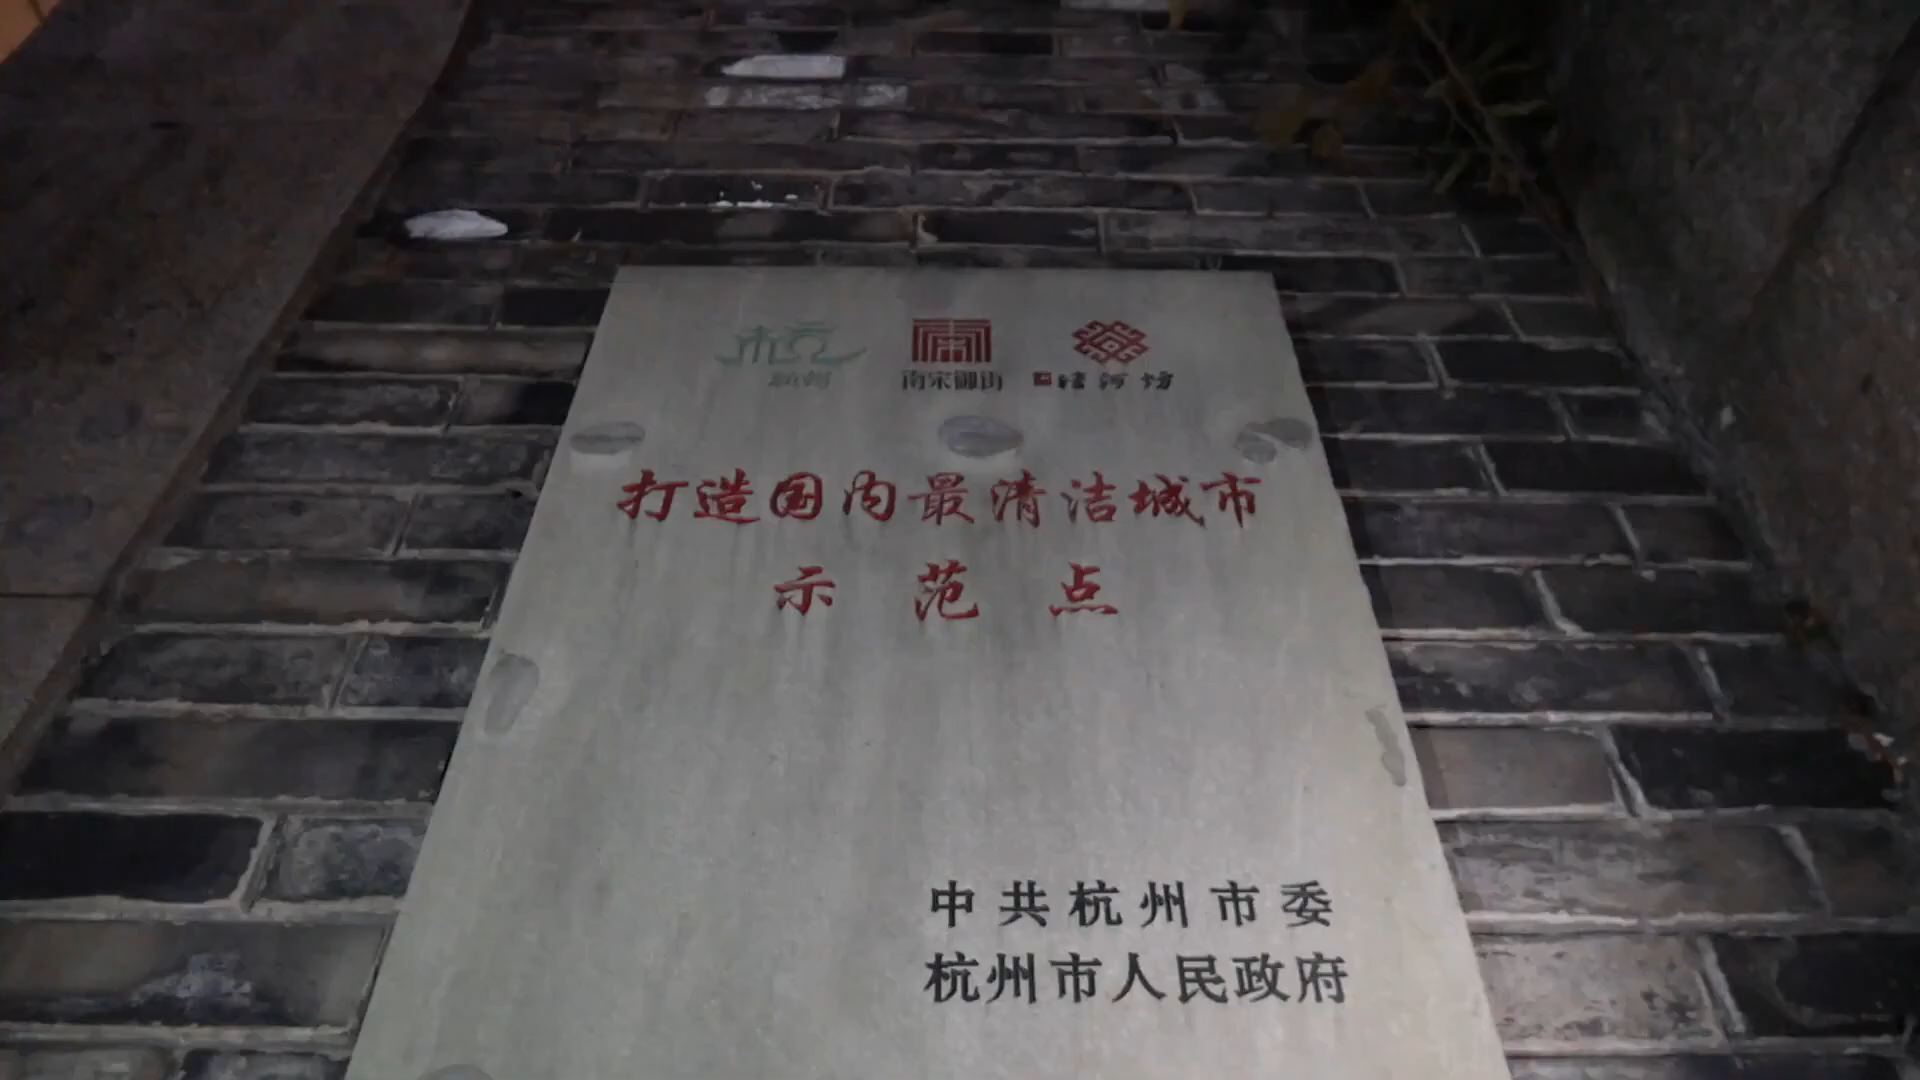 杭州 南宋御街 清河坊
打造国内最清洁城市
示范点
中共杭州市委
杭州市人民政府